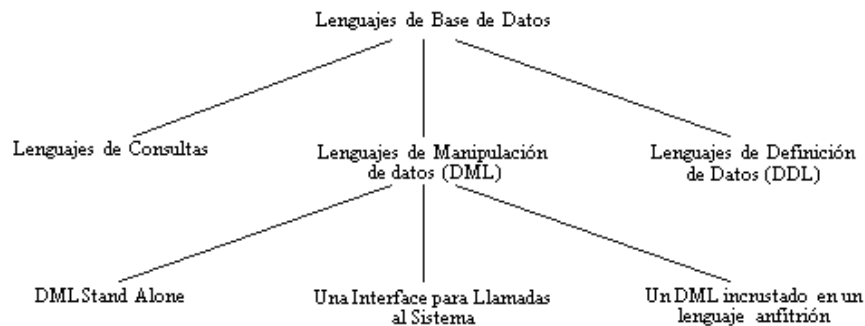 Lenguajes de Base de Datos
Lenguajes de Consultas
Lenguajes de Manipulación
de datos (DML)
Lenguajes de Definición
de Datos (DDL)
DML Stand Alone
Una Interface para Llamadas
al Sistema
Un DML incrustado en un
lenguaje anfitrión